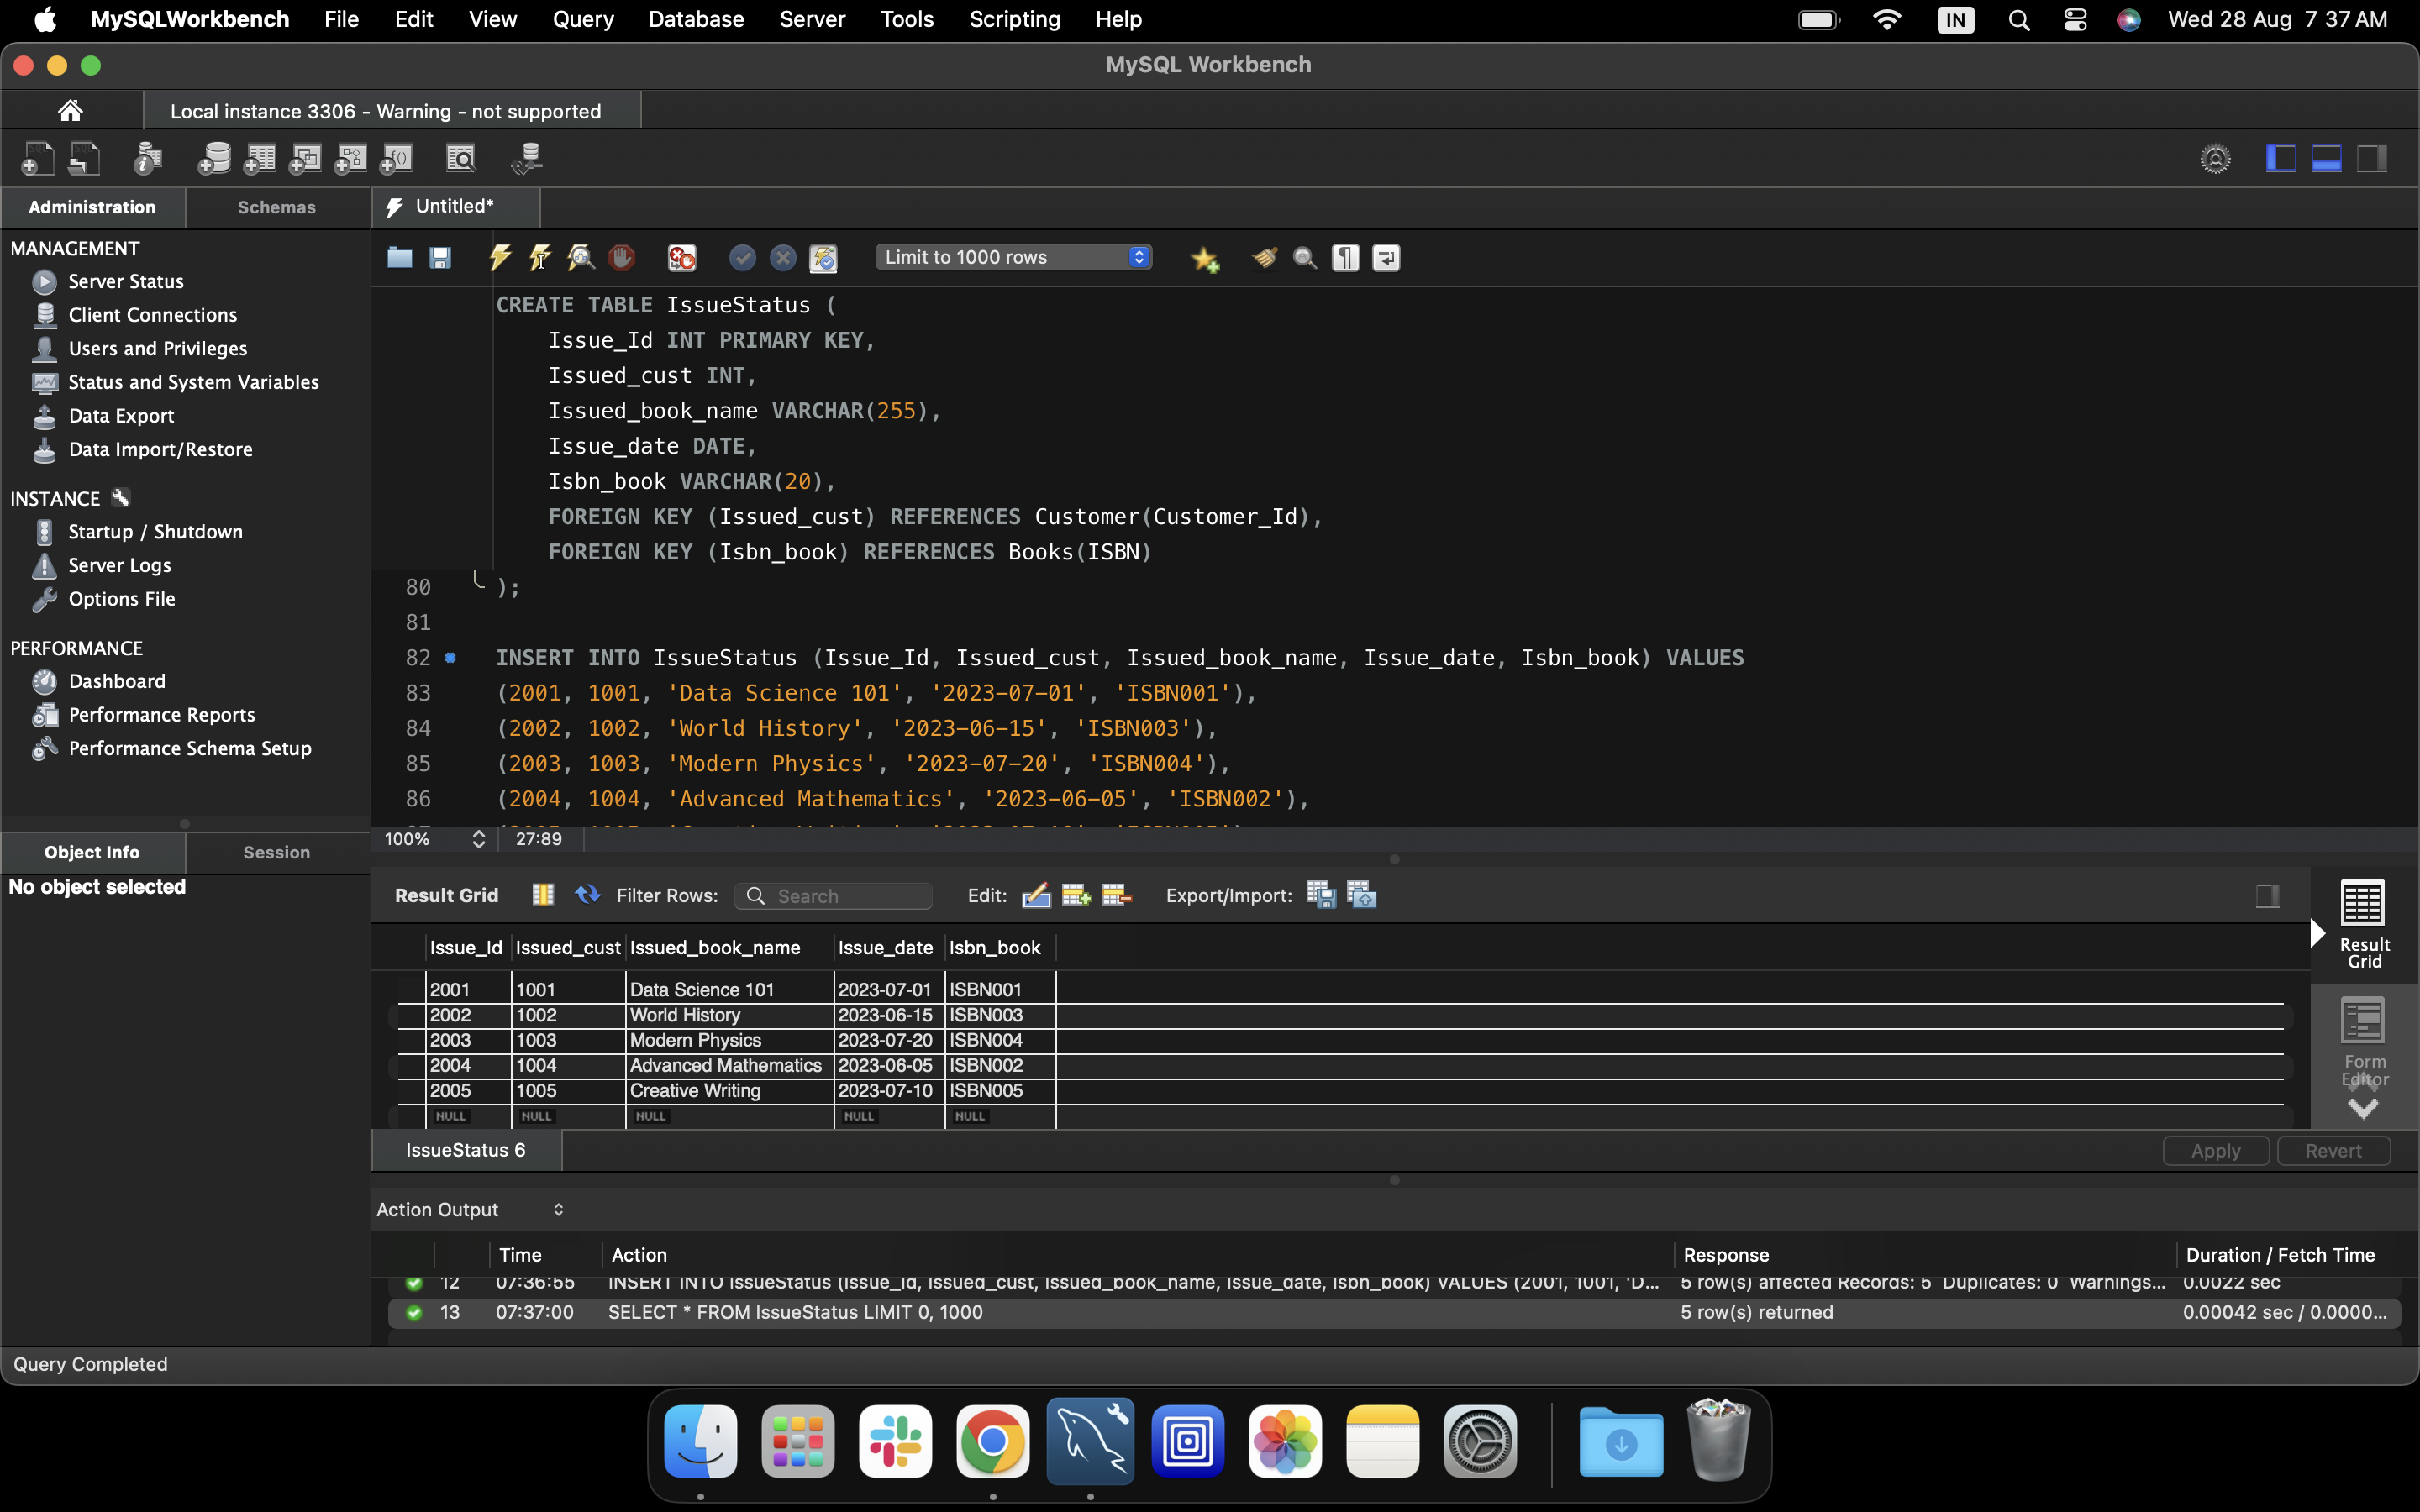 MySQLWorkbench File Edit View Query Database Server Tools Scripting Help IN Wed 28 Aug 7 37 AM
MySQL Workbench
Local instance 3306 - Warning - not supported
Administration Schemas Untitled*
MANAGEMENT
Server Status
Client Connections
Users and Privileges
Status and System Variables
Data Export
Data Import/Restore
INSTANCE
Startup / Shutdown
Server Logs
Options File
PERFORMANCE
Dashboard
Performance Reports
Performance Schema Setup
Object Info Session
No object selected
Limit to 1000 rows
CREATE TABLE IssueStatus (
Issue_Id INT PRIMARY KEY,
Issued_cust INT,
Issued_book_name VARCHAR(255),
Issue_date DATE,
Isbn_book VARCHAR(20),
FOREIGN KEY (Issued_cust) REFERENCES Customer(Customer_Id),
FOREIGN KEY (Isbn_book) REFERENCES Books(ISBN)
80 );
81
82 INSERT INTO IssueStatus (Issue_Id, Issued_cust, Issued_book_name, Issue_date, Isbn_book) VALUES
83 (2001, 1001, 'Data Science 101', '2023-07-01', 'ISBN001'),
84 (2002, 1002, 'World History', '2023-06-15', 'ISBN003'),
85 (2003, 1003, 'Modern Physics', '2023-07-20', 'ISBN004'),
86 (2004, 1004, 'Advanced Mathematics', '2023-06-05', 'ISBN002'),
100% 27:89
Result Grid Filter Rows: Search Edit: Export/Import:
Issue_Id Issued_cust Issued_book_name Issue_date Isbn_book
2001 1001 Data Science 101 2023-07-01 ISBN001
2002 1002 World History 2023-06-15 ISBN003
2003 1003 Modern Physics 2023-07-20 ISBN004
2004 1004 Advanced Mathematics 2023-06-05 ISBN002
2005 1005 Creative Writing 2023-07-10 ISBN005
NULL NULL NULL NULL NULL
Result
Grid
Form
Editor
IssueStatus 6 Apply Revert
Action Output
Time Action Response Duration / Fetch Time
12 07:36:55 INSERT INTO IssueStatus (Issue_Id, Issued_cust, Issued_book_name, Issue_date, Isbn_book) VALUES (2001, 1001, 'D... 5 row(s) affected Records: 5 Duplicates: 0 Warnings... 0.0022 sec
13 07:37:00 SELECT * FROM IssueStatus LIMIT 0, 1000 5 row(s) returned 0.00042 sec / 0.0000...
Query Completed